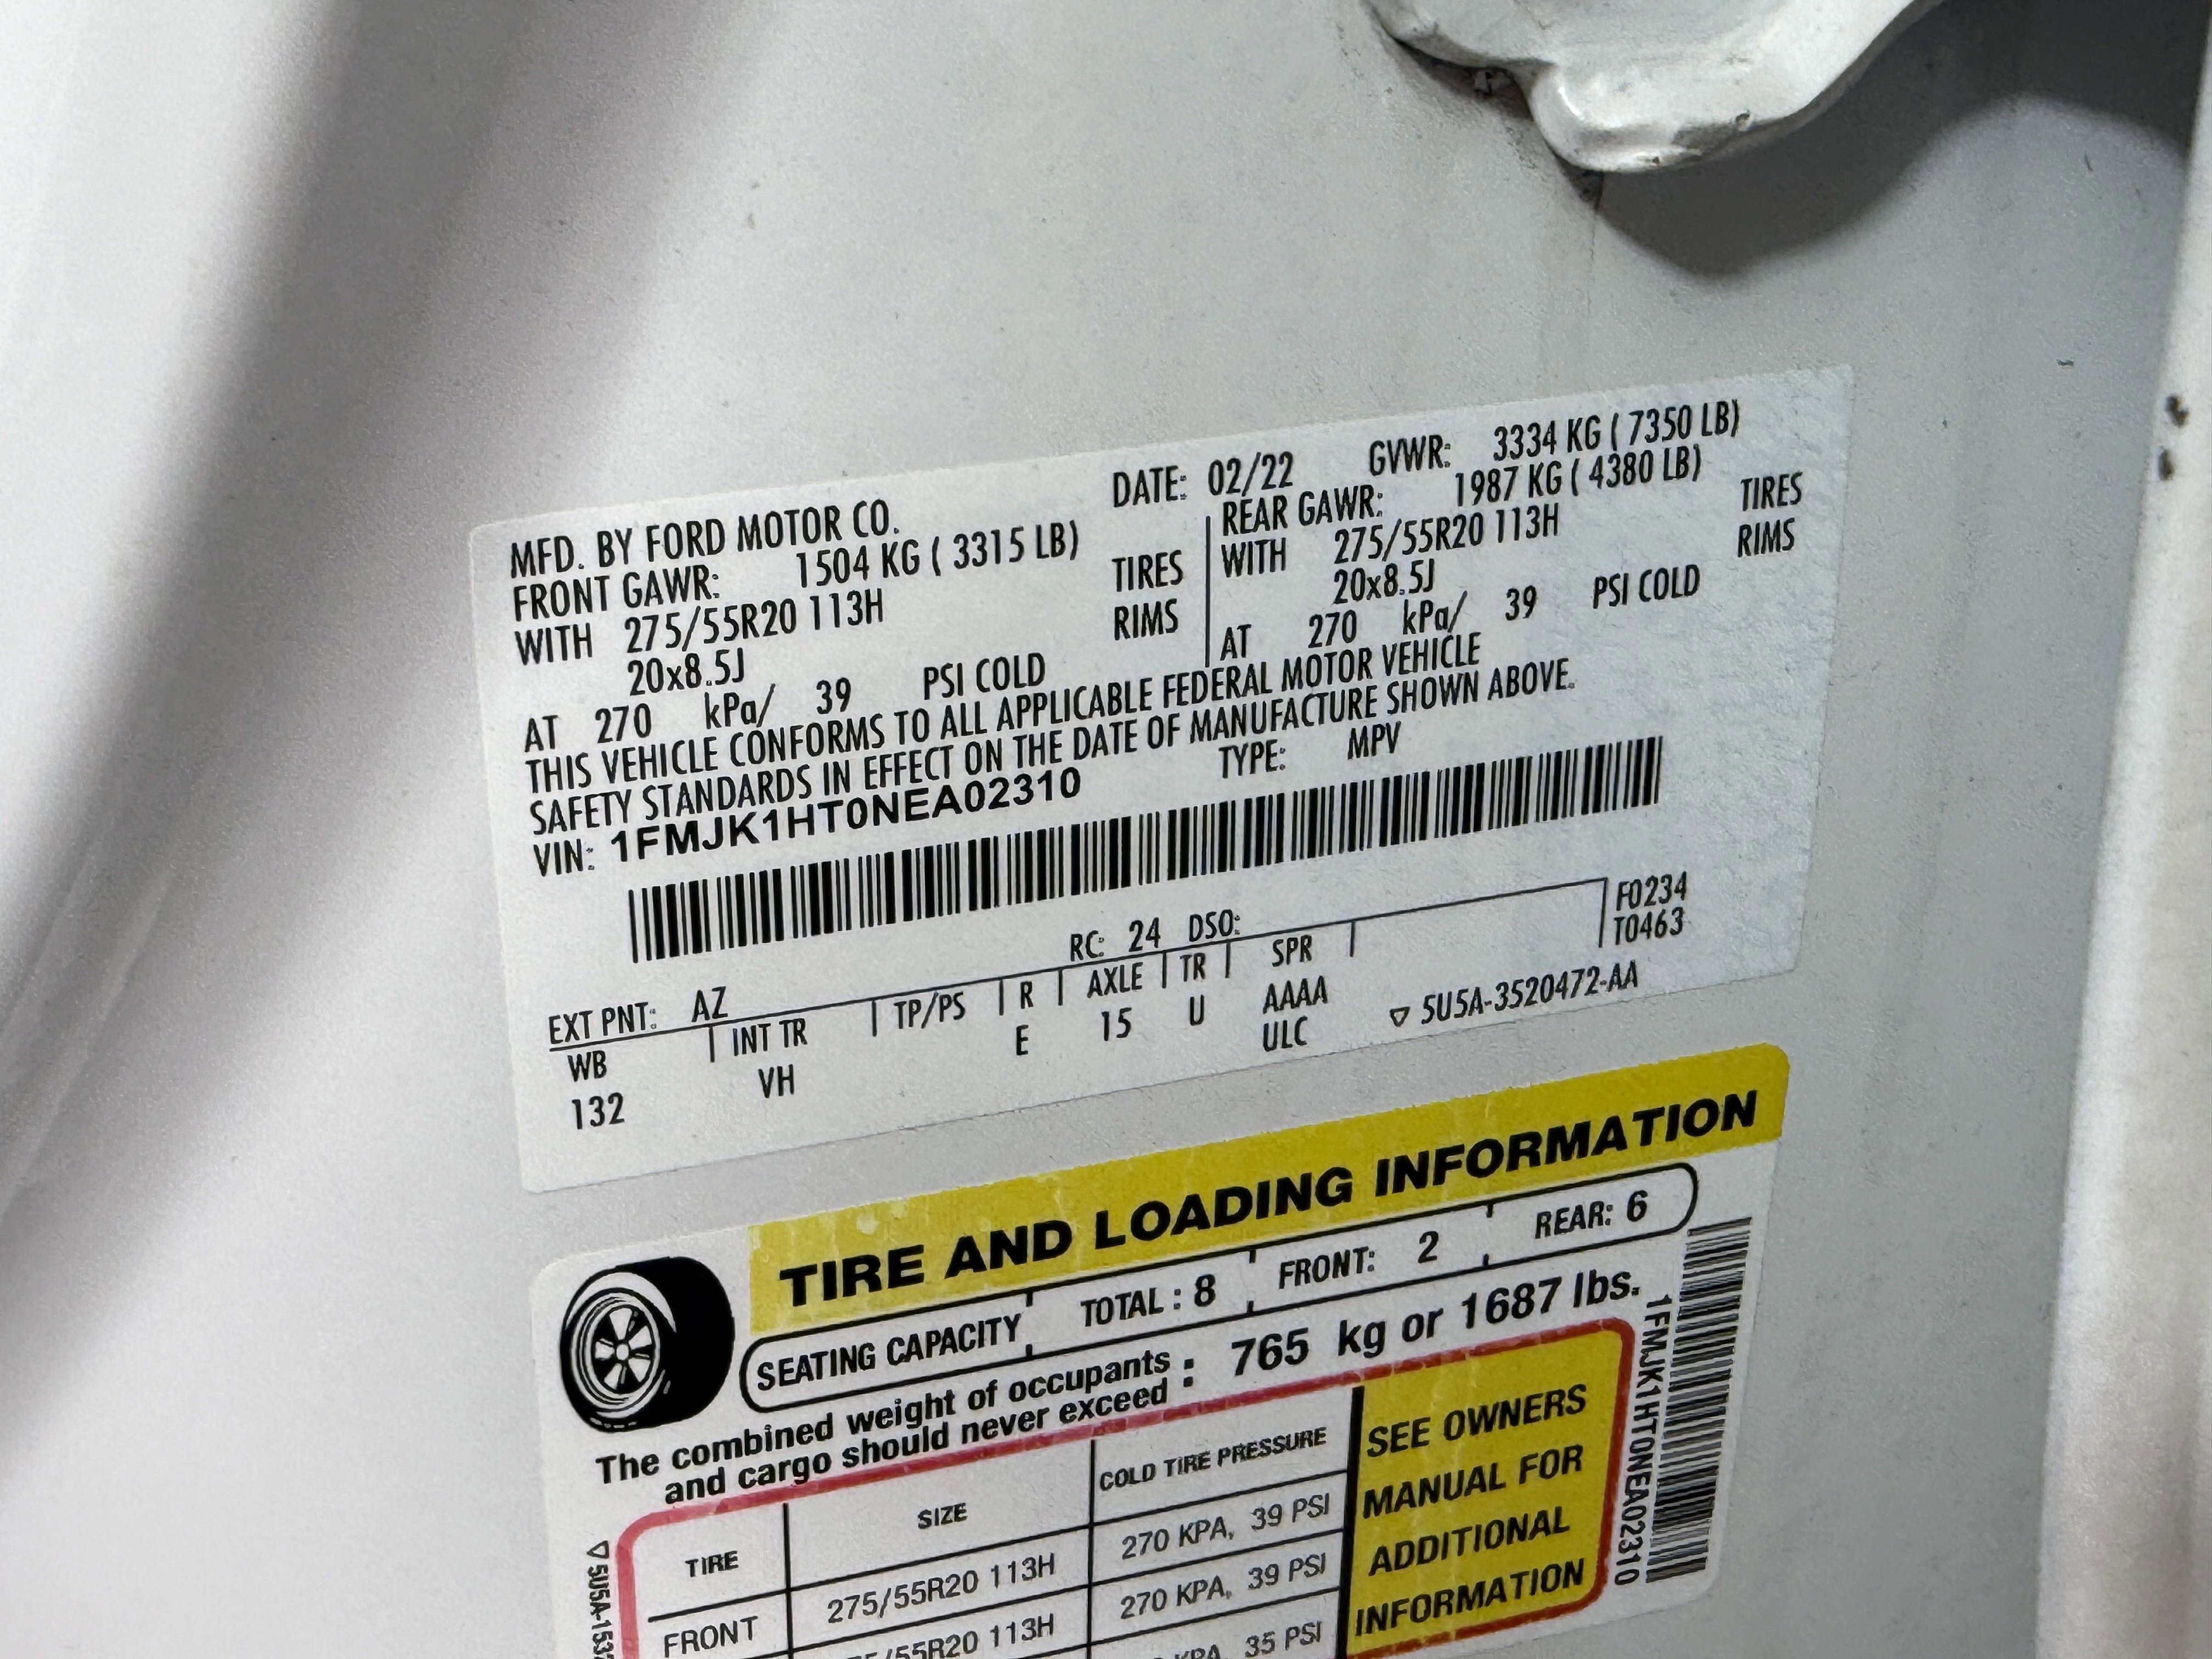 MFD. BY FORD MOTOR CO.
DATE: 02/22 GVWR: 3334 KG ( 7350 LB)
FRONT GAWR: 1504 KG ( 3315 LB)
WITH 275/55R20 113H TIRES
20x8.5J RIMS
AT 270 kPa/ 39 PSI COLD
REAR GAWR: 1987 KG ( 4380 LB)
WITH 275/55R20 113H TIRES
20x8.5J RIMS
AT 270 kPa/ 39 PSI COLD
THIS VEHICLE CONFORMS TO ALL APPLICABLE FEDERAL MOTOR VEHICLE
SAFETY STANDARDS IN EFFECT ON THE DATE OF MANUFACTURE SHOWN ABOVE.
VIN: 1FMJK1HT0NEA02310 TYPE: MPV
F0234
T0463
EXT PNT: AZ RC: 24 DSO:
WB INT TR TP/PS R AXLE TR SPR
132 VH E 15 U AAAA
ULC
5U5A-3520472-AA
TIRE AND LOADING INFORMATION
SEATING CAPACITY TOTAL : 8 FRONT: 2 REAR: 6
The combined weight of occupants
and cargo should never exceed : 765 kg or 1687 lbs.
TIRE SIZE COLD TIRE PRESSURE
FRONT 275/55R20 113H 270 KPA, 39 PSI
55R20 113H 270 KPA, 39 PSI
KPA, 35 PSI
SEE OWNERS
MANUAL FOR
ADDITIONAL
INFORMATION
1FMJK1HT0NEA02310
5U5A-153